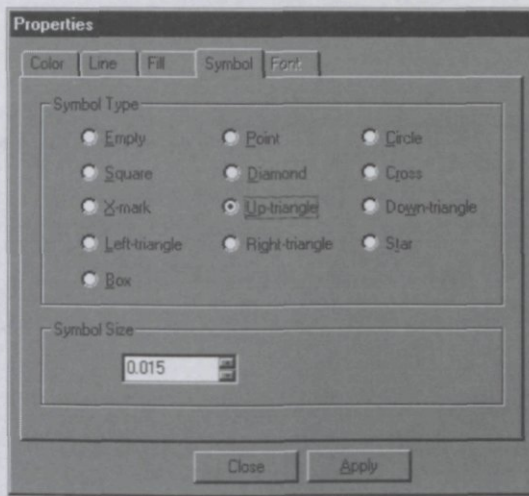 Properties
Color Line Fill Symbol Font
Symbol Type
Empty Point Circle
Square Diamond Cross
X-mark Up-triangle Down-triangle
Left-triangle Right-triangle Star
Box
Symbol Size
0.015
Close Apply